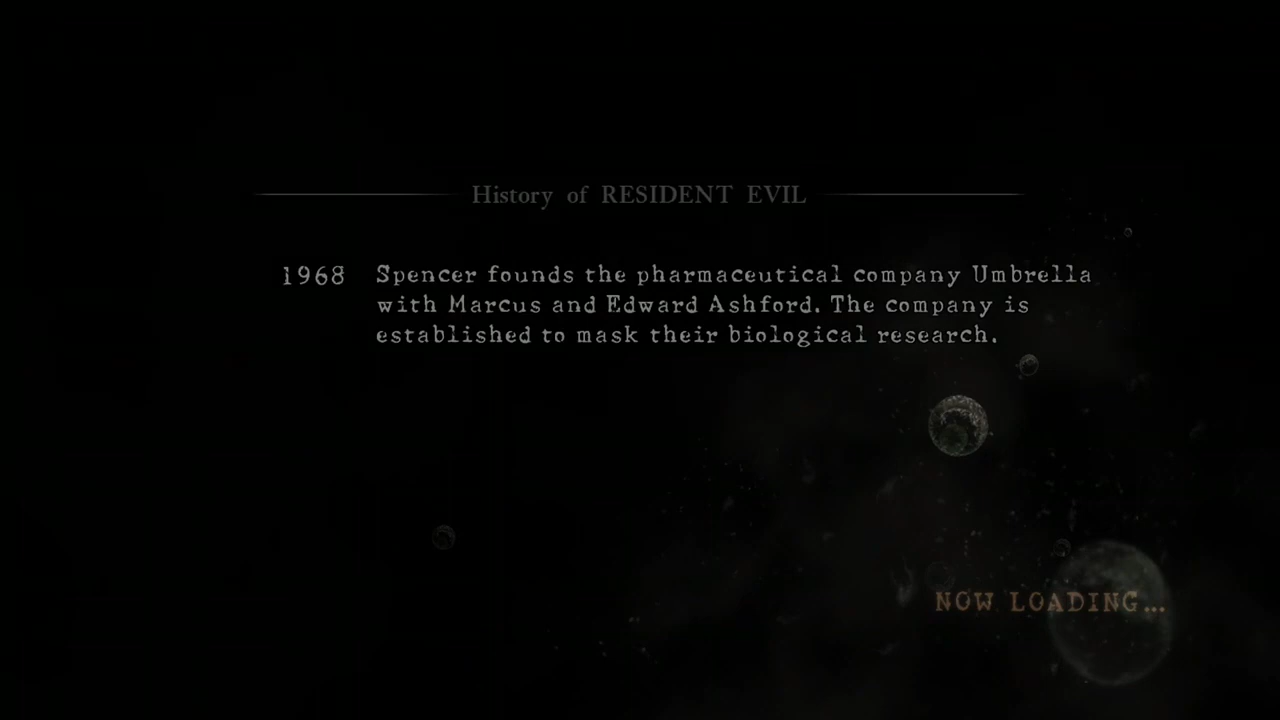 History of RESIDENT EVIL
1968 Spencer founds the pharmaceutical company Umbrella
with Marcus and Edward Ashford. The company is
established to mask their biological research.
NOW LOADING...